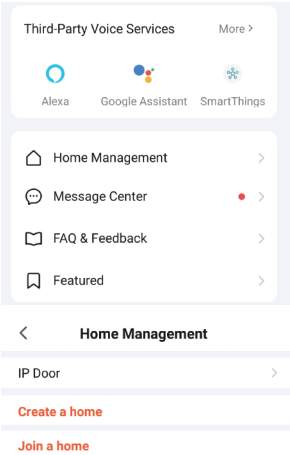 Third-Party Voice Services More >
Alexa Google Assistant SmartThings
Home Management
Message Center
FAQ & Feedback
Featured
Home Management
IP Door
Create a home
Join a home